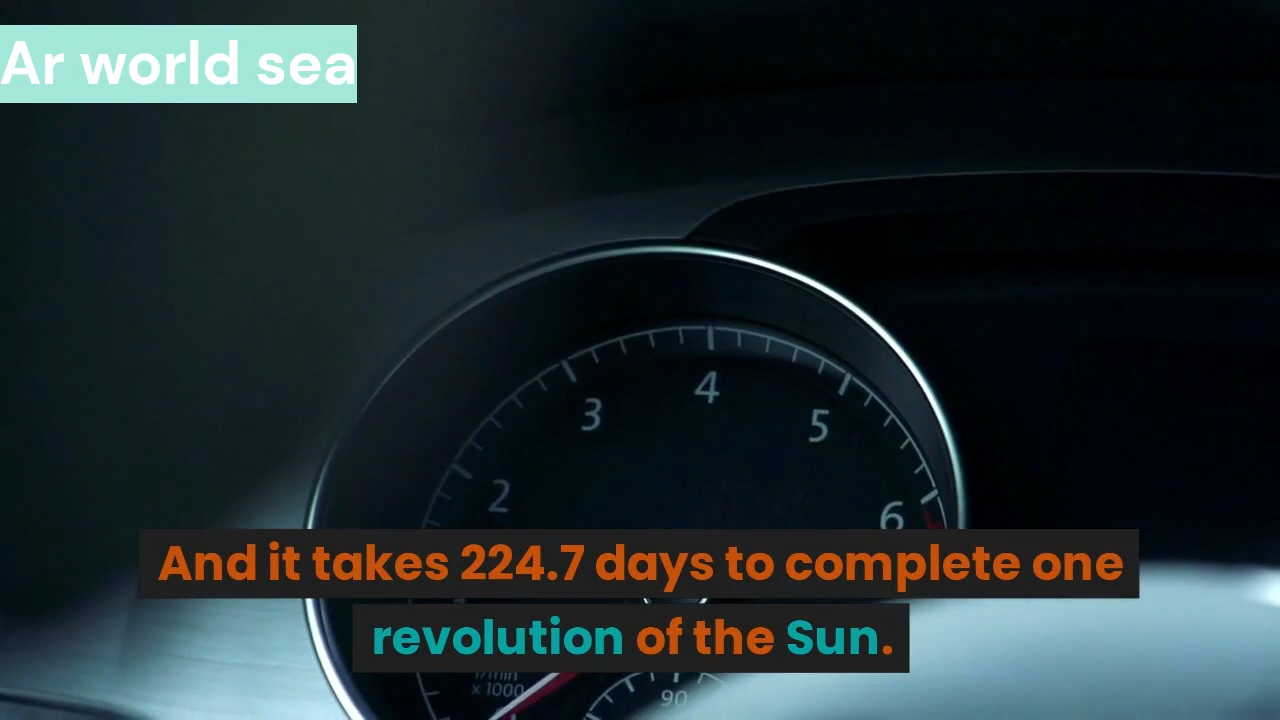 Ar world sea
4
3
5
2
6
And it takes 224.7 days to complete one
revolution of the Sun.
x 1000
90